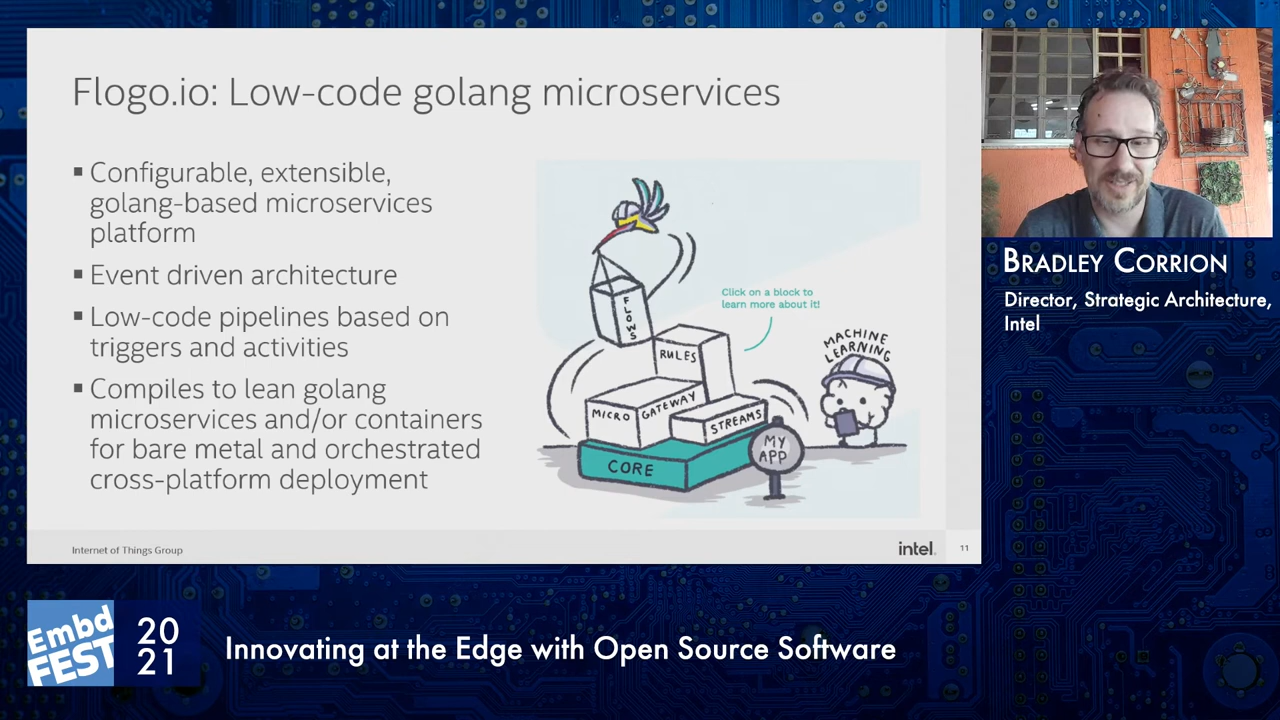 Flogo.io: Low-code golang microservices
▪ Configurable, extensible,
golang-based microservices
platform
▪ Event driven architecture
▪ Low-code pipelines based on
triggers and activities
▪ Compiles to lean golang
microservices and/or containers
for bare metal and orchestrated
cross-platform deployment
FLOWS
Click on a block to
learn more about it!
MACHINE
LEARNING
RULES
MICRO GATEWAY
STREAMS
MY
APP
CORE
Internet of Things Group
intel.
11
BRADLEY CORRION
Director, Strategic Architecture,
Intel
Embd
FEST
20
21
Innovating at the Edge with Open Source Software